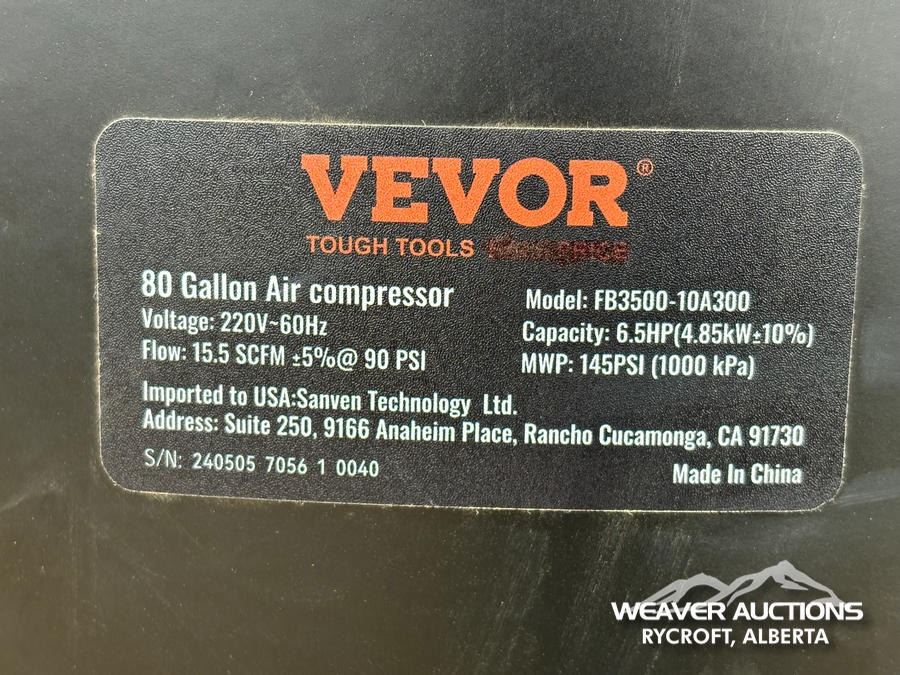 VEVOR®
TOUGH TOOLS
80 Gallon Air compressor
Voltage: 220V~60Hz
Flow: 15.5 SCFM ±5%@ 90 PSI
Model: FB3500-10A300
Capacity: 6.5HP(4.85kW±10%)
MWP: 145PSI (1000 kPa)
Imported to USA:Sanven Technology Ltd.
Address: Suite 250, 9166 Anaheim Place, Rancho Cucamonga, CA 91730
S/N: 240505 7056 1 0040
Made In China
WEAVER AUCTIONS
RYCROFT, ALBERTA